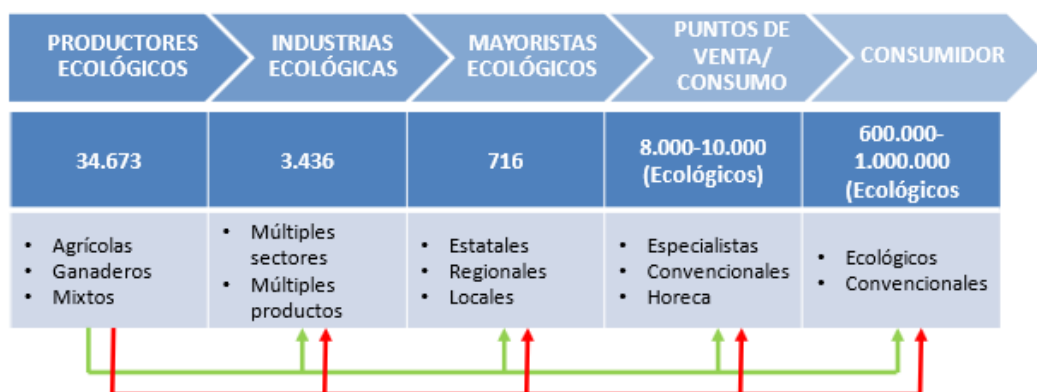 PRODUCTORES
ECOLÓGICOS
INDUSTRIAS
ECOLÓGICAS
MAYORISTAS
ECOLÓGICOS
PUNTOS DE
VENTA/
CONSUMO
CONSUMIDOR
34.673
3.436
716
8.000-10.000
(Ecológicos)
600.000-
1.000.000
(Ecológicos
• Agrícolas
• Ganaderos
• Mixtos
• Múltiples
sectores
• Múltiples
productos
• Estatales
• Regionales
• Locales
• Especialistas
• Convencionales
• Horeca
• Ecológicos
• Convencionales